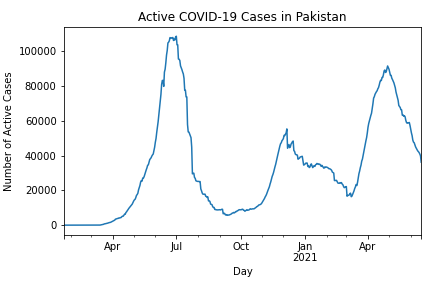 Active COVID-19 Cases in Pakistan
Number of Active Cases
100000
80000
60000
40000
20000
0
Apr
Jul
Oct
Jan
2021
Apr
Day